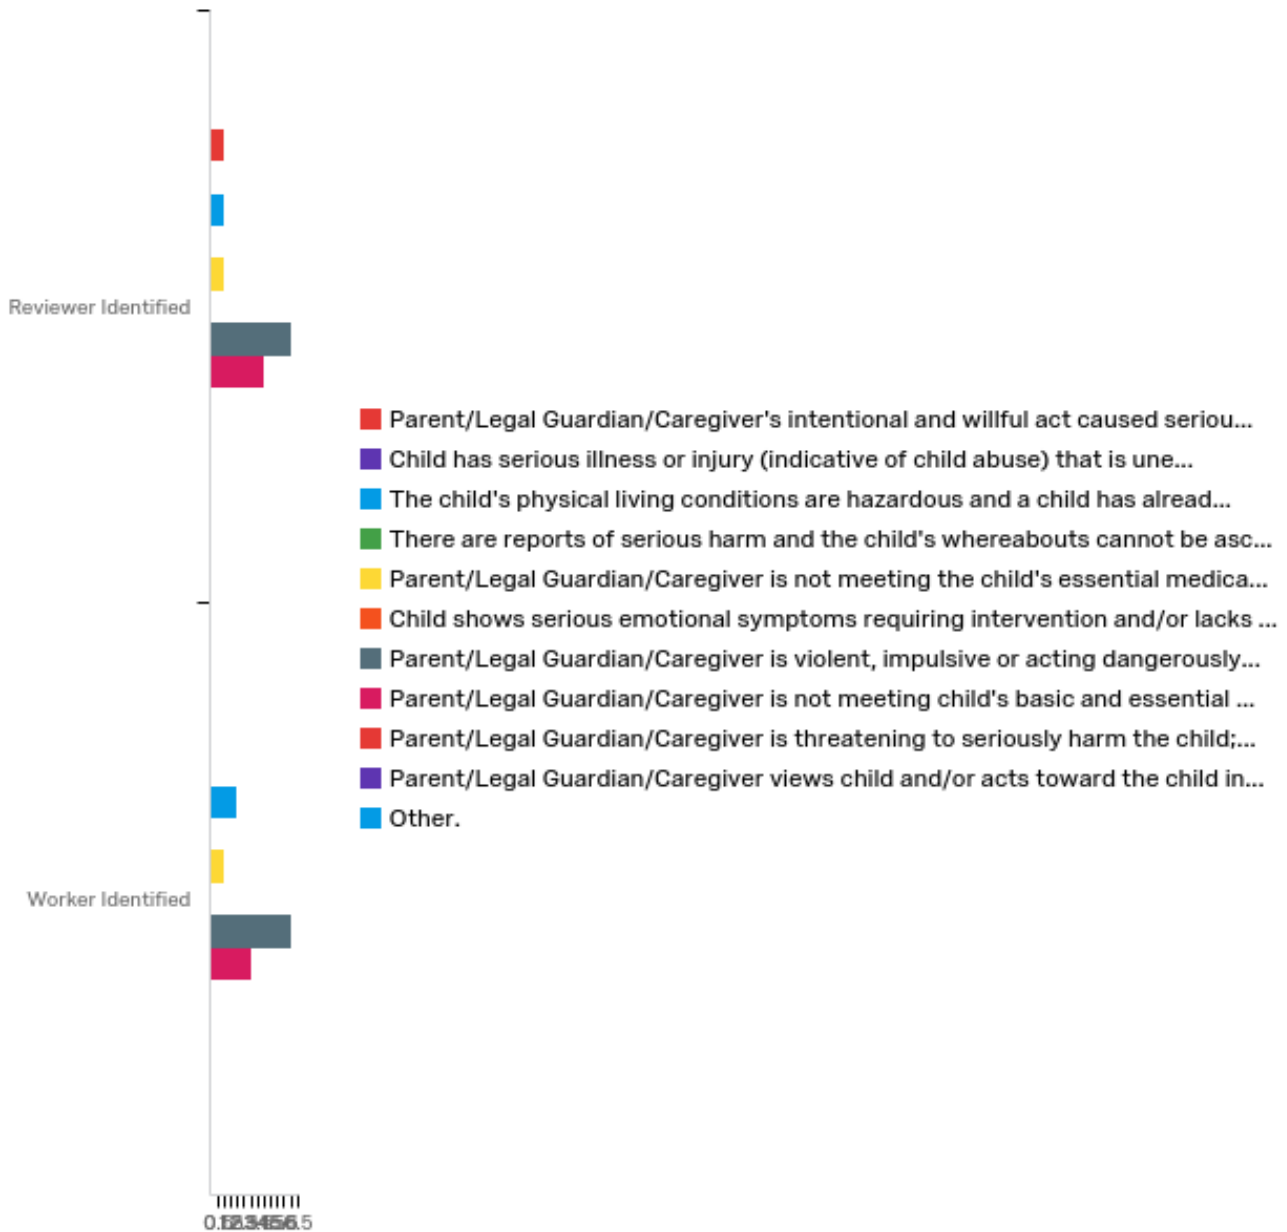 Reviewer Identified
Parent/Legal Guardian/Caregiver's intentional and willful act caused seriou...
Child has serious illness or injury (indicative of child abuse) that is une...
The child's physical living conditions are hazardous and a child has alread...
There are reports of serious harm and the child's whereabouts cannot be asc...
Parent/Legal Guardian/Caregiver is not meeting the child's essential medica...
Child shows serious emotional symptoms requiring intervention and/or lacks ...
Parent/Legal Guardian/Caregiver is violent, impulsive or acting dangerously...
Parent/Legal Guardian/Caregiver is not meeting child's basic and essential ...
Parent/Legal Guardian/Caregiver is threatening to seriously harm the child;...
Parent/Legal Guardian/Caregiver views child and/or acts toward the child in...
Other.
Worker Identified